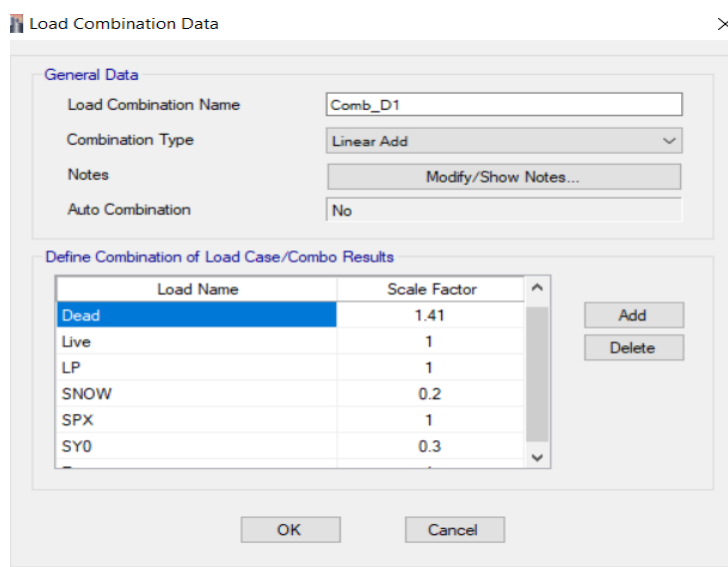 Load Combination Data
General Data
Load Combination Name Comb_D1
Combination Type Linear Add
Notes Modify/Show Notes...
Auto Combination No
Define Combination of Load Case/Combo Results
Load Name Scale Factor
Dead 1.41 Add
Live 1 Delete
LP 1
SNOW 0.2
SPX 1
SY0 0.3
OK Cancel